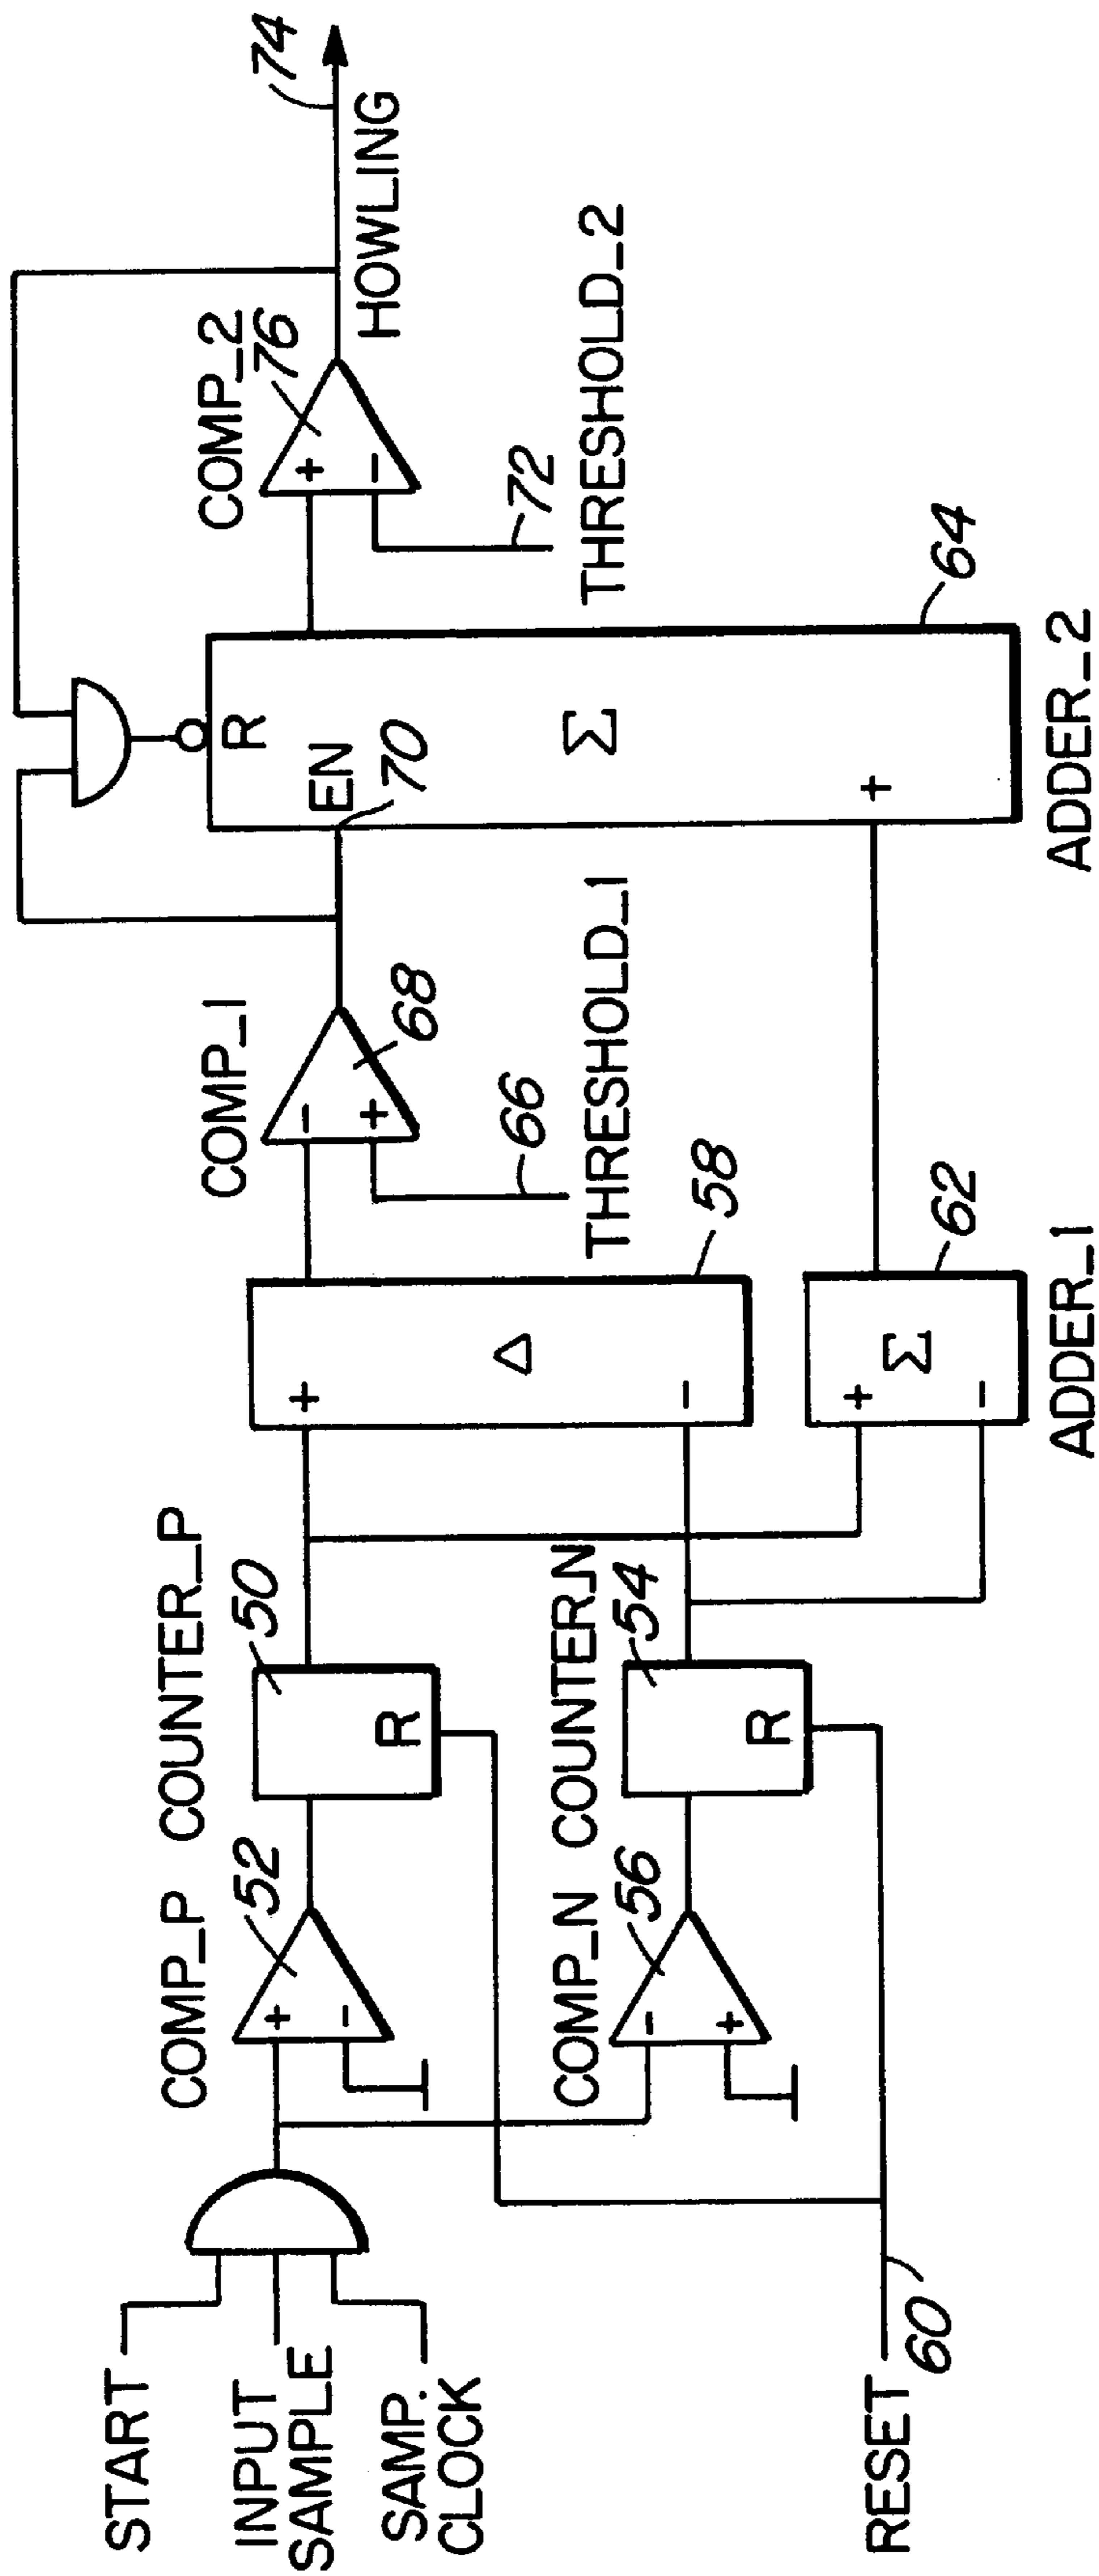 START
INPUT
SAMPLE
SAMP.
CLOCK
RESET
60
COMP_P
52
+
-
COMP_N
56
-
+
COUNTER_P
50
R
COUNTER_N
54
R
+
Δ
-
58
+
Σ
-
62
ADDER_1
COMP_1
-
+
68
66
THRESHOLD_1
R
EN
70
Σ
+
64
ADDER_2
COMP_2
76
+
-
72
THRESHOLD_2
74
HOWLING